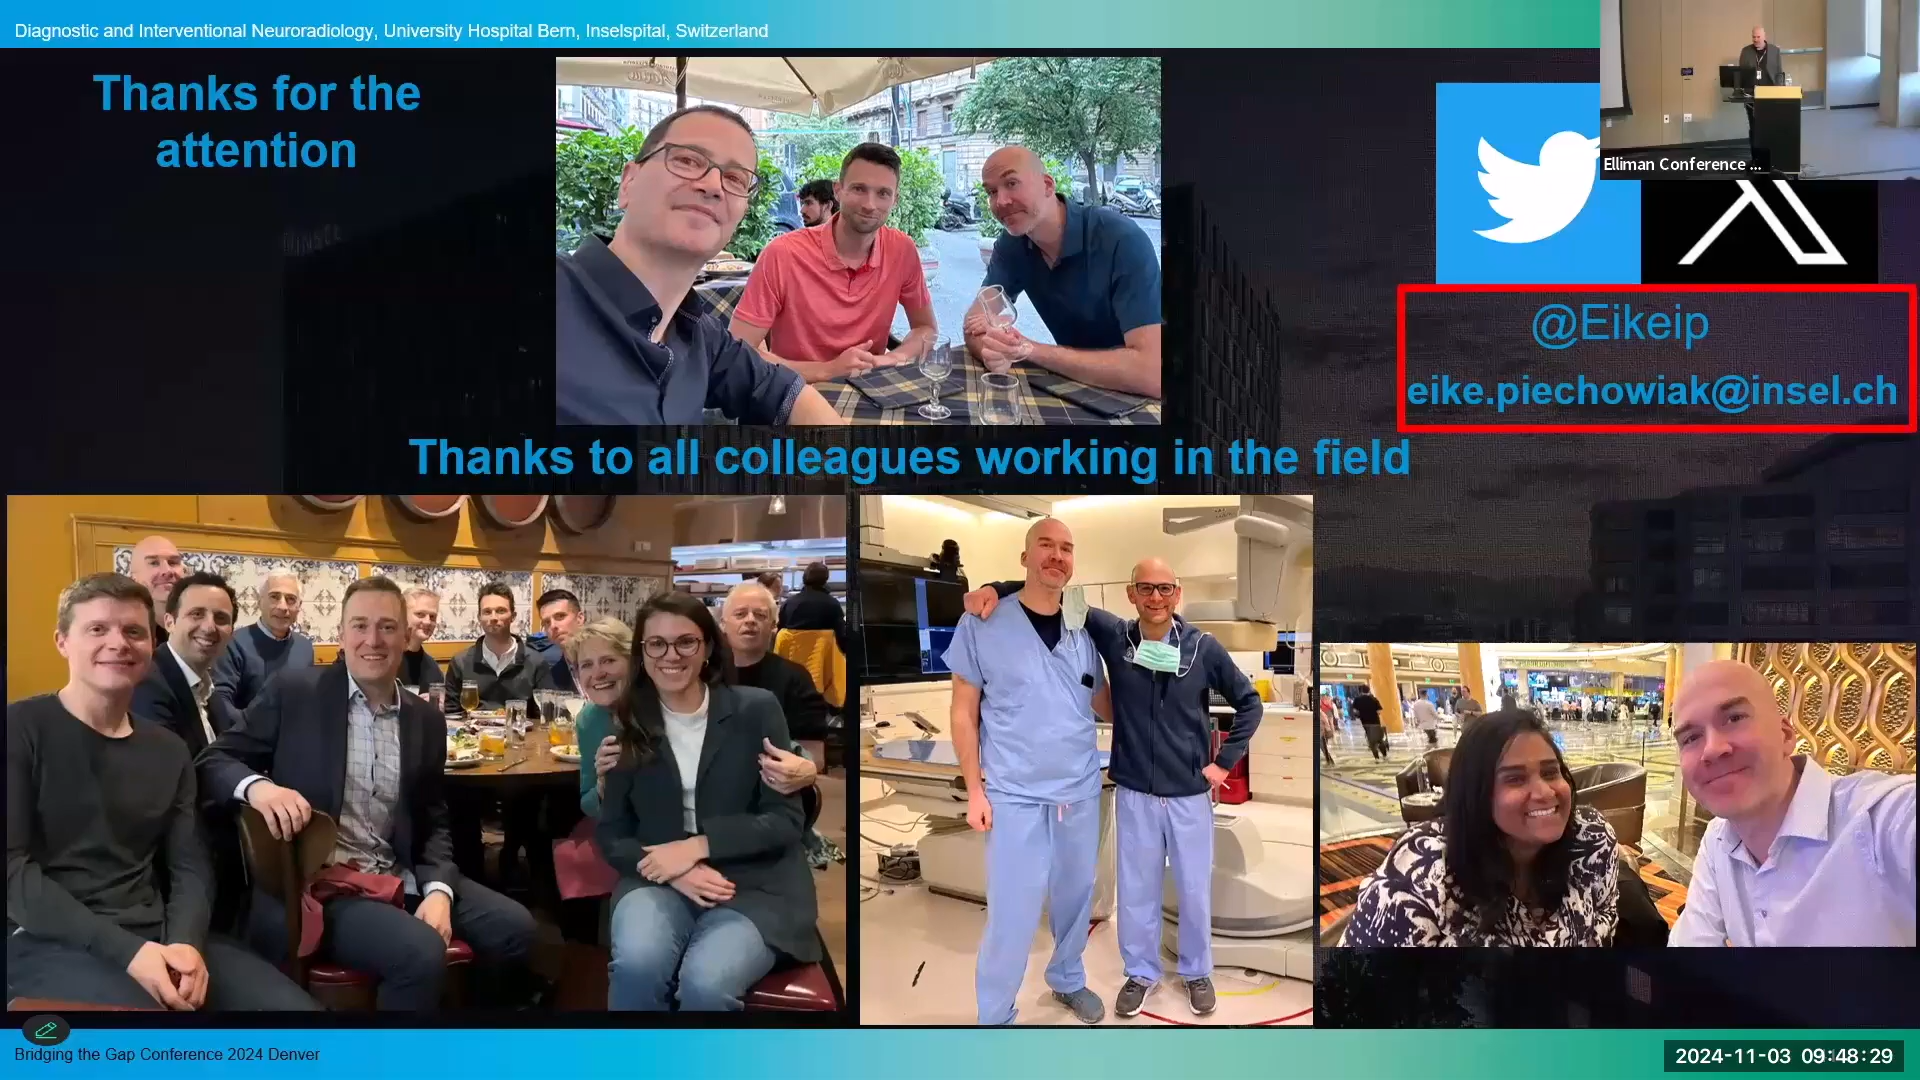 Diagnostic and Interventional Neuroradiology, University Hospital Bern, Inselspital, Switzerland
Thanks for the
attention
Elliman Conference ...
INSEL
@Eikeip
eike.piechowiak@insel.ch
Thanks to all colleagues working in the field
Bridging the Gap Conference 2024 Denver
2024-11-03 09:48:29